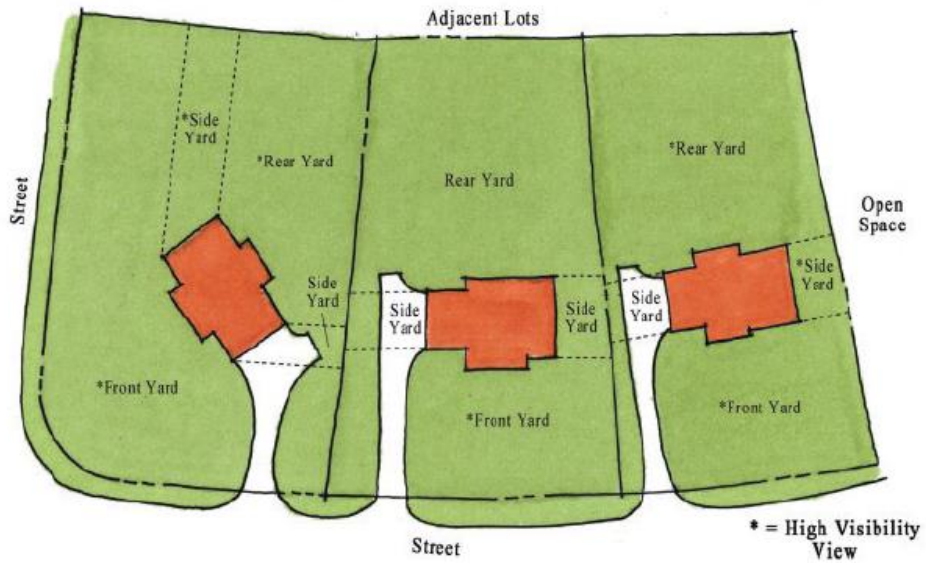 Adjacent Lots
*Side
Yard
*Rear Yard
Rear Yard
*Rear Yard
Street
Open
Space
Side
Yard
Side
Yard
Side
Yard
Side
Yard
*Side
Yard
*Front Yard
*Front Yard
*Front Yard
Street
* = High Visibility
View